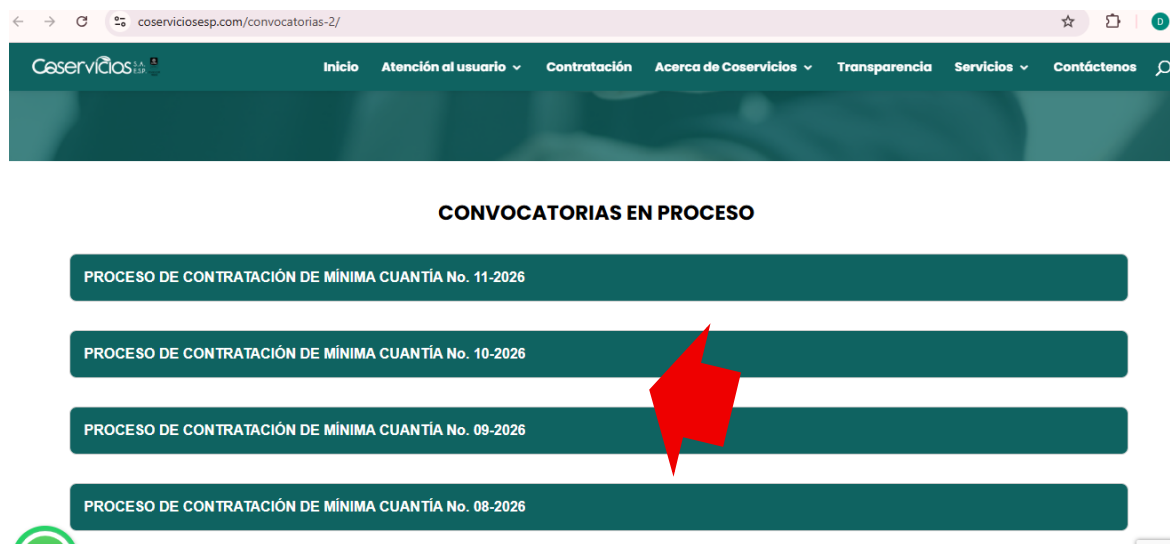 coserviciosesp.com/convocatorias-2/
D
Coservicios S.A. E.S.P.
Inicio Atención al usuario Contratación Acerca de Coservicios Transparencia Servicios Contáctenos
CONVOCATORIAS EN PROCESO
PROCESO DE CONTRATACIÓN DE MÍNIMA CUANTÍA No. 11-2026
PROCESO DE CONTRATACIÓN DE MÍNIMA CUANTÍA No. 10-2026
PROCESO DE CONTRATACIÓN DE MÍNIMA CUANTÍA No. 09-2026
PROCESO DE CONTRATACIÓN DE MÍNIMA CUANTÍA No. 08-2026